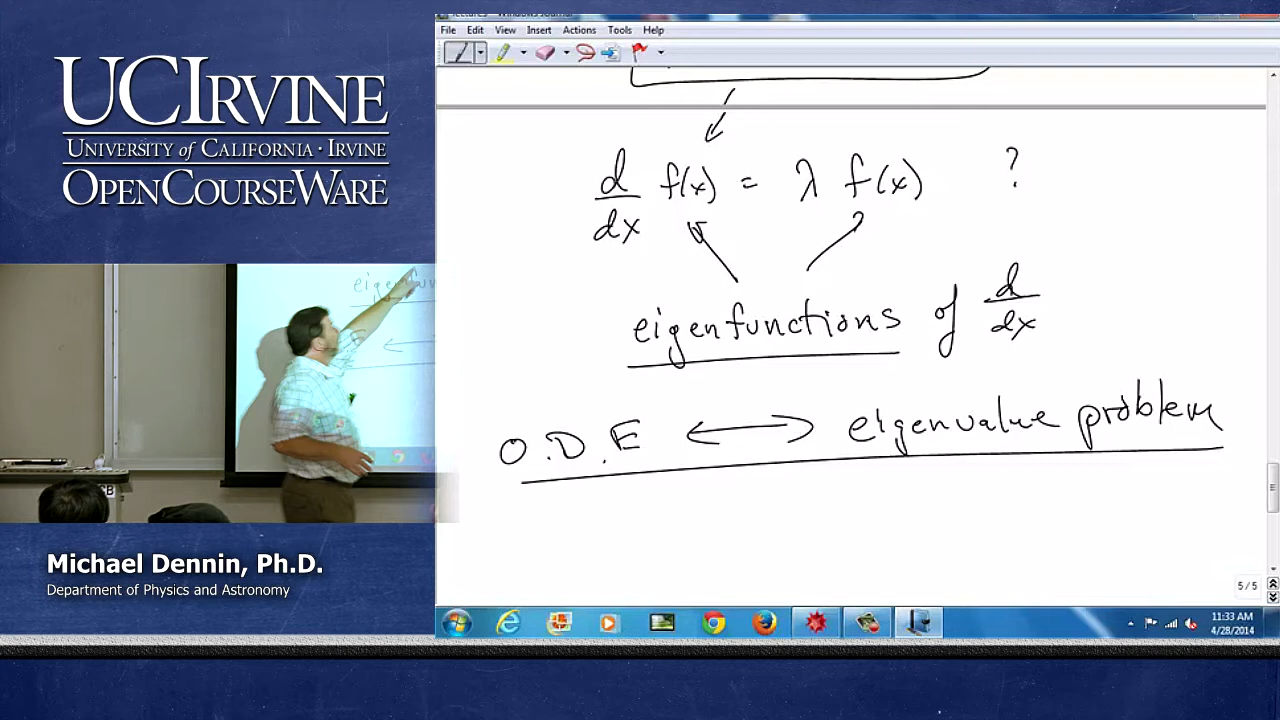 UCIRVINE
UNIVERSITY of CALIFORNIA · IRVINE
OPENCOURSEWARE
File Edit View Insert Actions Tools Help
d/dx f(x) = λ f(x) ?
eigenfunctions of d/dx
O.D.E ↔ eigenvalue problem
5/5
11:33 AM
4/28/2014
Michael Dennin, Ph.D.
Department of Physics and Astronomy